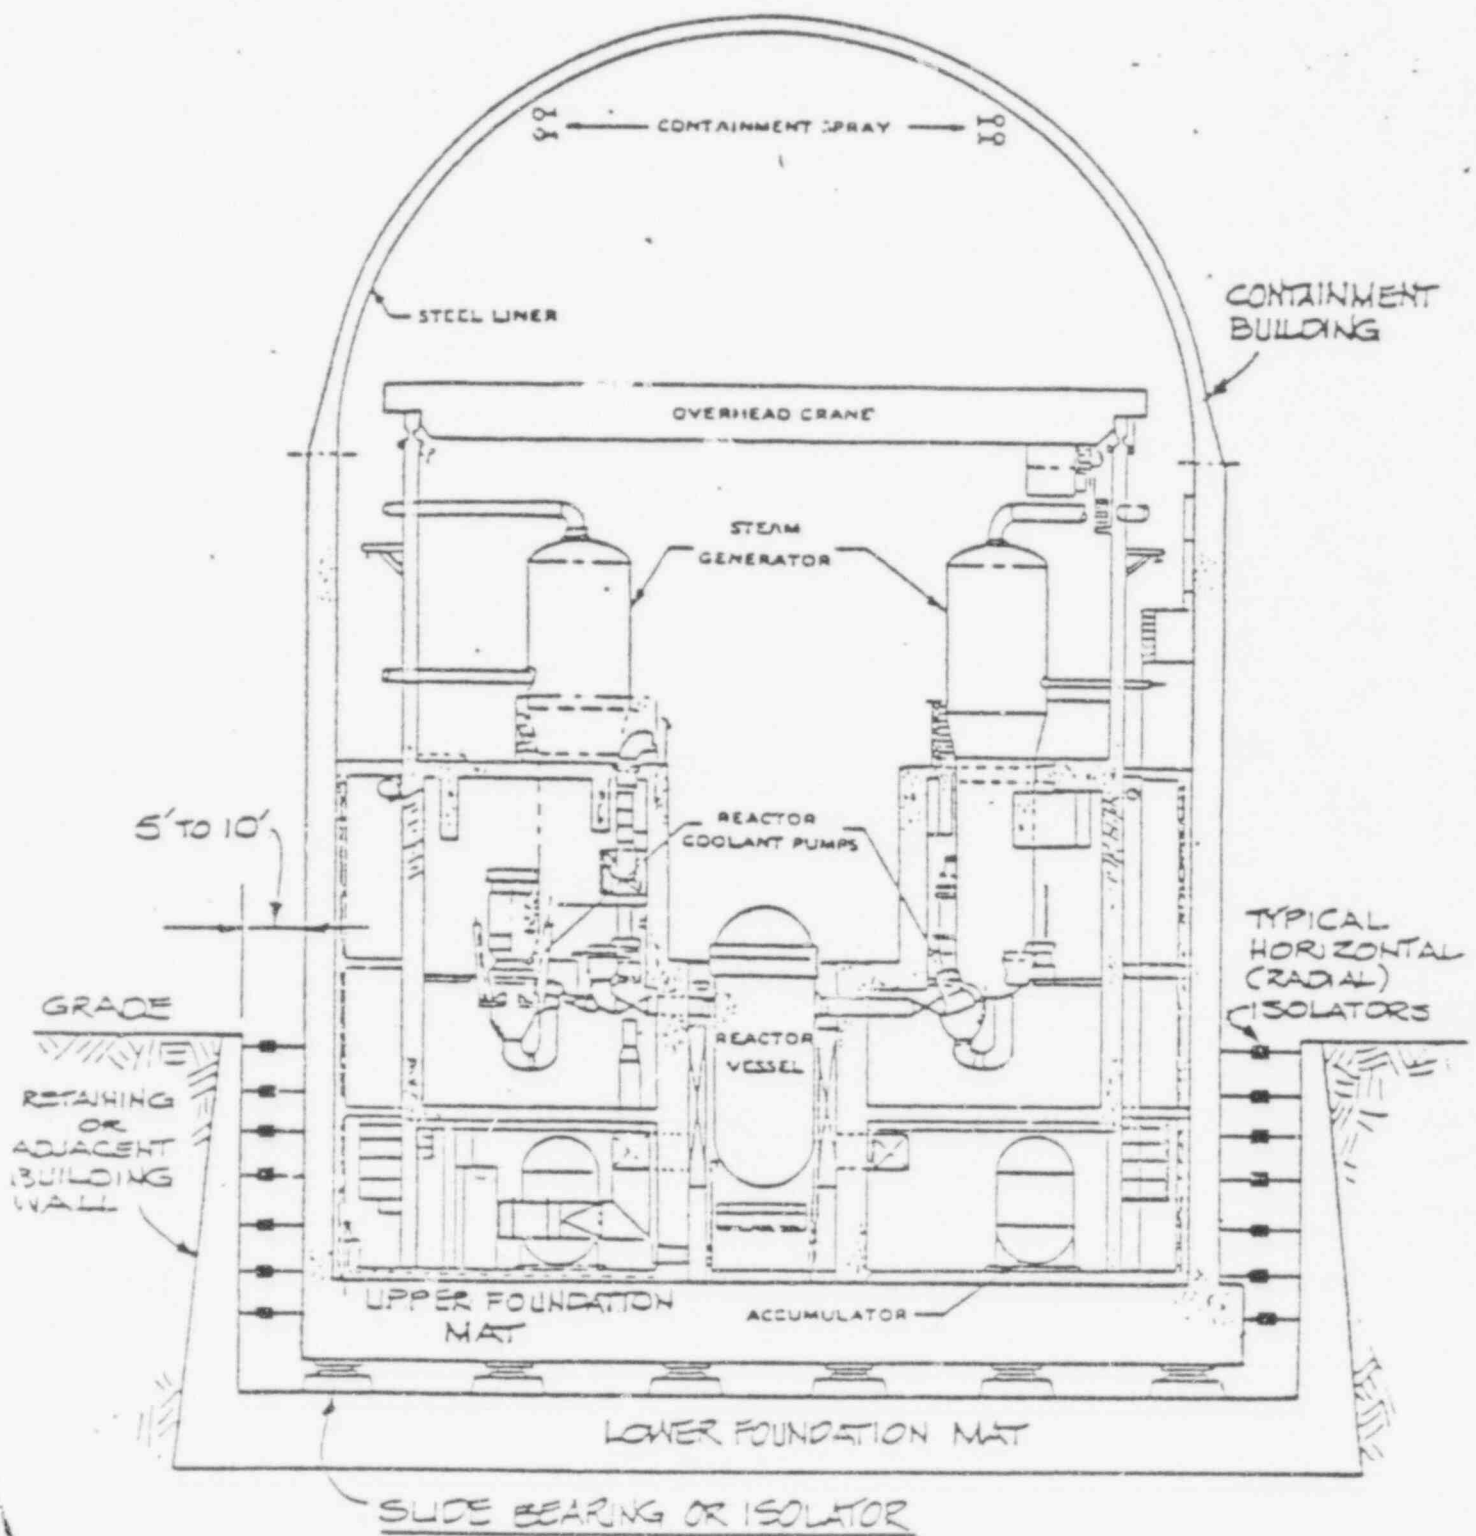 CONTAINMENT SPRAY
STEEL LINER
CONTAINMENT
BUILDING
OVERHEAD CRANE
STEAM
GENERATOR
5' TO 10'
REACTOR
COOLANT PUMPS
TYPICAL
HORIZONTAL
(RADIAL)
ISOLATORS
GRADE
REACTOR
VESSEL
RETAINING
OR
ADJACENT
BUILDING
WALL
UPPER FOUNDATION
MAT
ACCUMULATOR
LOWER FOUNDATION MAT
SLIDE BEARING OR ISOLATOR